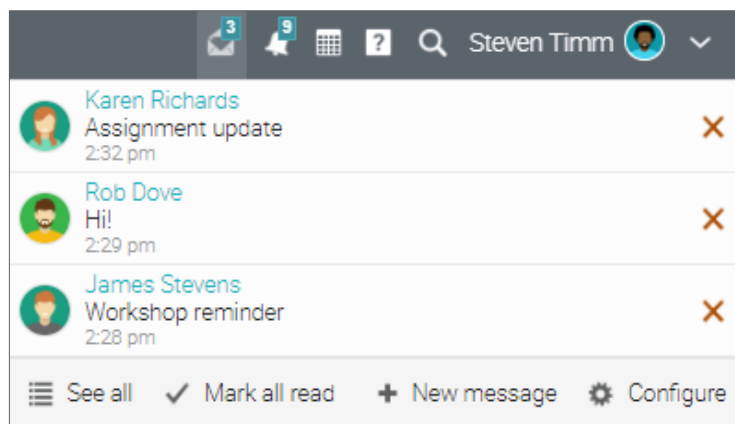 3 9 ? Steven Timm
Karen Richards
Assignment update
2:32 pm
Rob Dove
Hi!
2:29 pm
James Stevens
Workshop reminder
2:28 pm
See all Mark all read New message Configure